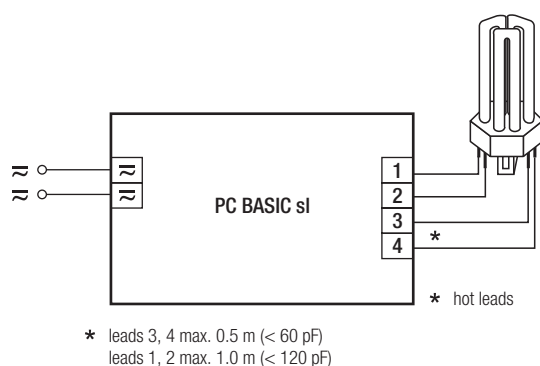 ≂ ≂ 1
≂ ≂ 2
PC BASIC sl
3
4 *
* hot leads
* leads 3, 4 max. 0.5 m (< 60 pF)
leads 1, 2 max. 1.0 m (< 120 pF)